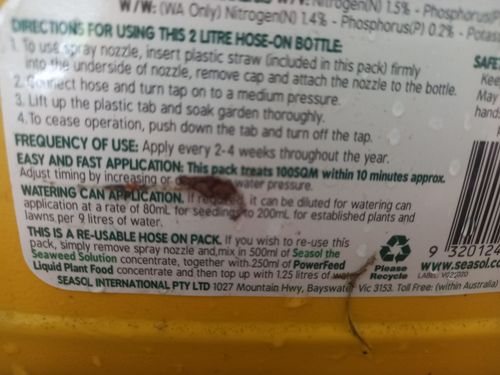 W/V: Nitrogen(N) 1.5% - Phosphorus
W/W: (WA Only) Nitrogen(N) 1.4% - Phosphorus(P) 0.2% - Potas
DIRECTIONS FOR USING THIS 2 LITRE HOSE-ON BOTTLE:
1. To use spray nozzle, insert plastic straw (included in this pack) firmly
into the underside of nozzle, remove cap and attach the nozzle to the bottle.
2. Connect hose and turn tap on to a medium pressure.
3. Lift up the plastic tab and soak garden thoroughly.
4. To cease operation, push down the tab and turn off the tap.
FREQUENCY OF USE: Apply every 2-4 weeks throughout the year.
EASY AND FAST APPLICATION: This pack treats 100SQM within 10 minutes approx.
Adjust timing by increasing or water pressure.
WATERING CAN APPLICATION. If required, it can be diluted for watering can
application at a rate of 80mL for seedings to 200mL for established plants and
lawns per 9 litres of water.
THIS IS A RE-USABLE HOSE ON PACK. If you wish to re-use this
pack, simply remove spray nozzle and mix in 500ml of Seasol the
Seaweed Solution concentrate, together with 250ml of PowerFeed
Liquid Plant Food concentrate and then top up with 1.25 litres of water
SEASOL INTERNATIONAL PTY LTD 1027 Mountain Hwy, Bayswater Vic 3153. Toll Free: (within Australia)
SAFE
Kee
May
hand
Please
Recycle
9 320124
www.seasol.co